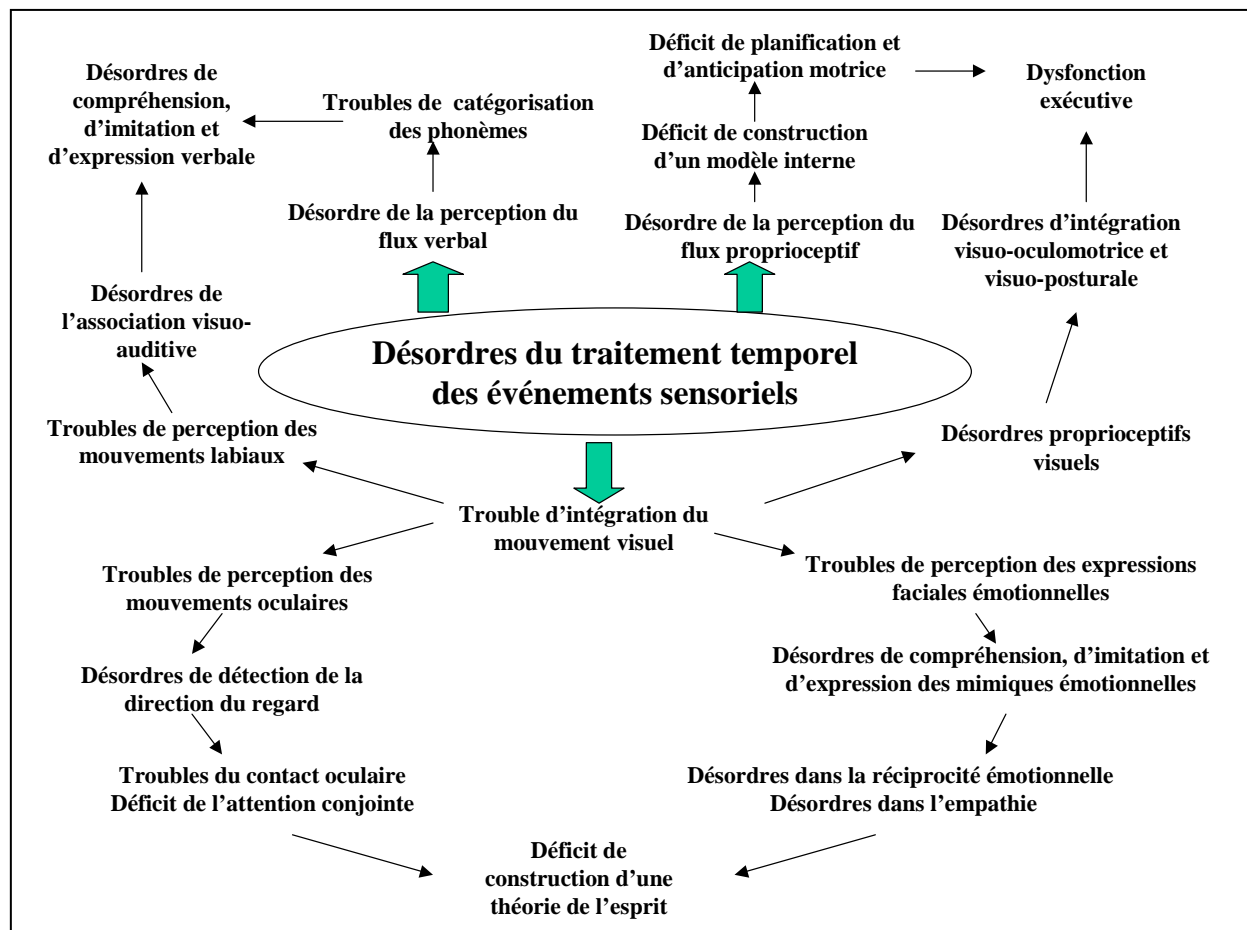 Déficit de planification et
d’anticipation motrice
Désordres de
compréhension,
d’imitation et
d’expression verbale
Troubles de catégorisation
des phonèmes
Dysfonction
exécutive
Déficit de construction
d’un modèle interne
Désordre de la perception du
flux verbal
Désordre de la perception du
flux proprioceptif
Désordres d’intégration
visuo-oculomotrice et
visuo-posturale
Désordres de
l’association visuo-
auditive
Désordres du traitement temporel
des événements sensoriels
Troubles de perception des
mouvements labiaux
Désordres proprioceptifs
visuels
Trouble d’intégration du
mouvement visuel
Troubles de perception des
mouvements oculaires
Troubles de perception des expressions
faciales émotionnelles
Désordres de détection de la
direction du regard
Désordres de compréhension, d’imitation et
d’expression des mimiques émotionnelles
Troubles du contact oculaire
Déficit de l’attention conjointe
Désordres dans la réciprocité émotionnelle
Désordres dans l’empathie
Déficit de
construction d’une
théorie de l’esprit